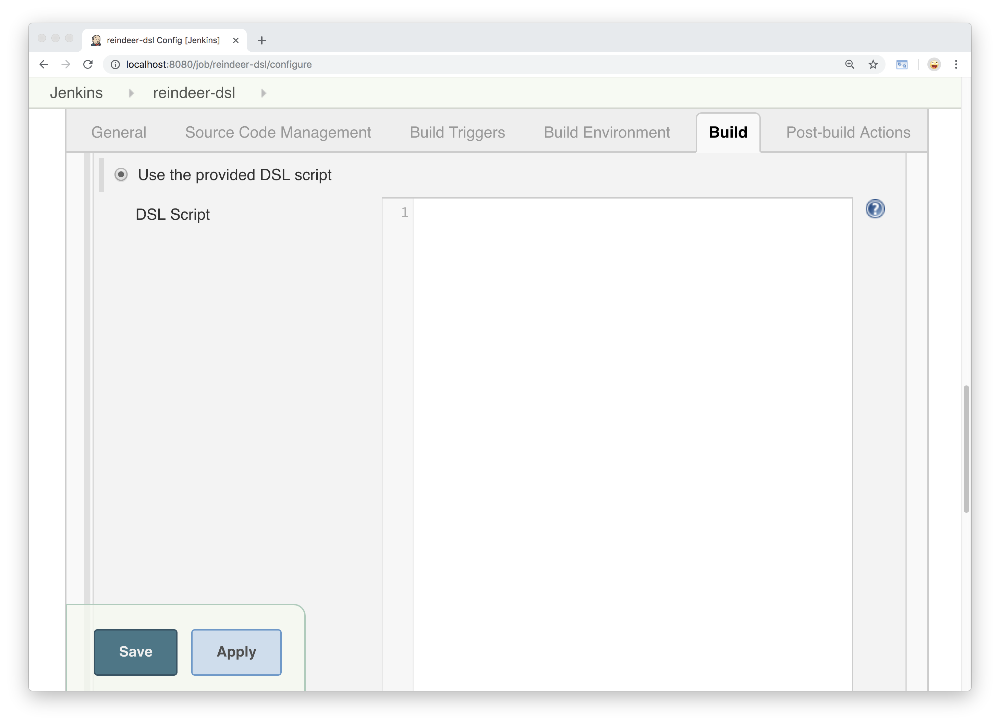 reindeer-dsl Config [Jenkins]
localhost:8080/job/reindeer-dsl/configure
Jenkins reindeer-dsl
General Source Code Management Build Triggers Build Environment Build Post-build Actions
Use the provided DSL script
DSL Script
1
?
Save Apply